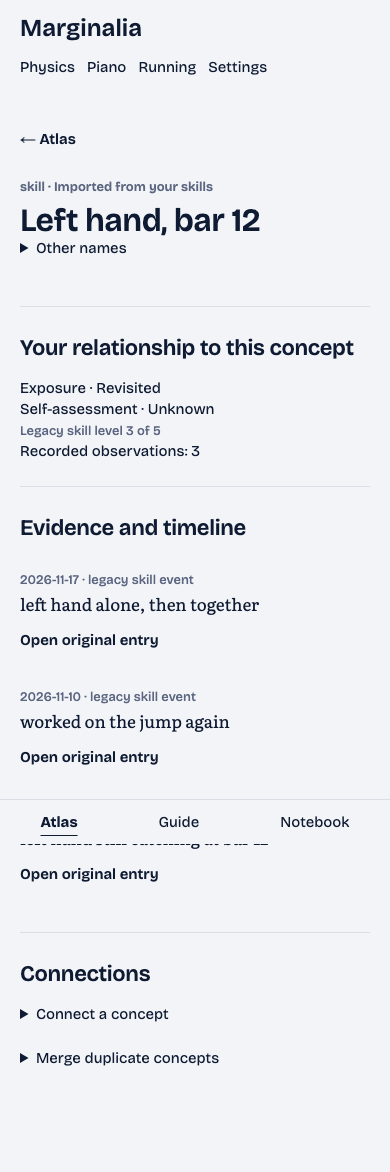 Marginalia
Physics Piano Running Settings
← Atlas
skill · Imported from your skills
Left hand, bar 12
▶ Other names
Your relationship to this concept
Exposure · Revisited
Self-assessment · Unknown
Legacy skill level 3 of 5
Recorded observations: 3
Evidence and timeline
2026-11-17 · legacy skill event
left hand alone, then together
Open original entry
2026-11-10 · legacy skill event
worked on the jump again
Open original entry
Atlas Guide Notebook
Open original entry
Connections
▶ Connect a concept
▶ Merge duplicate concepts